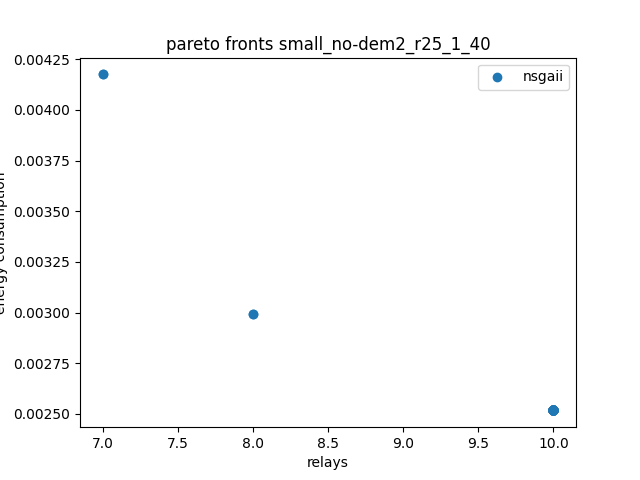 pareto fronts small_no-dem2_r25_1_40
nsgaii
0.00425
0.00400
0.00375
0.00350
0.00325
0.00300
0.00275
0.00250
energy consumption
7.0 7.5 8.0 8.5 9.0 9.5 10.0
relays